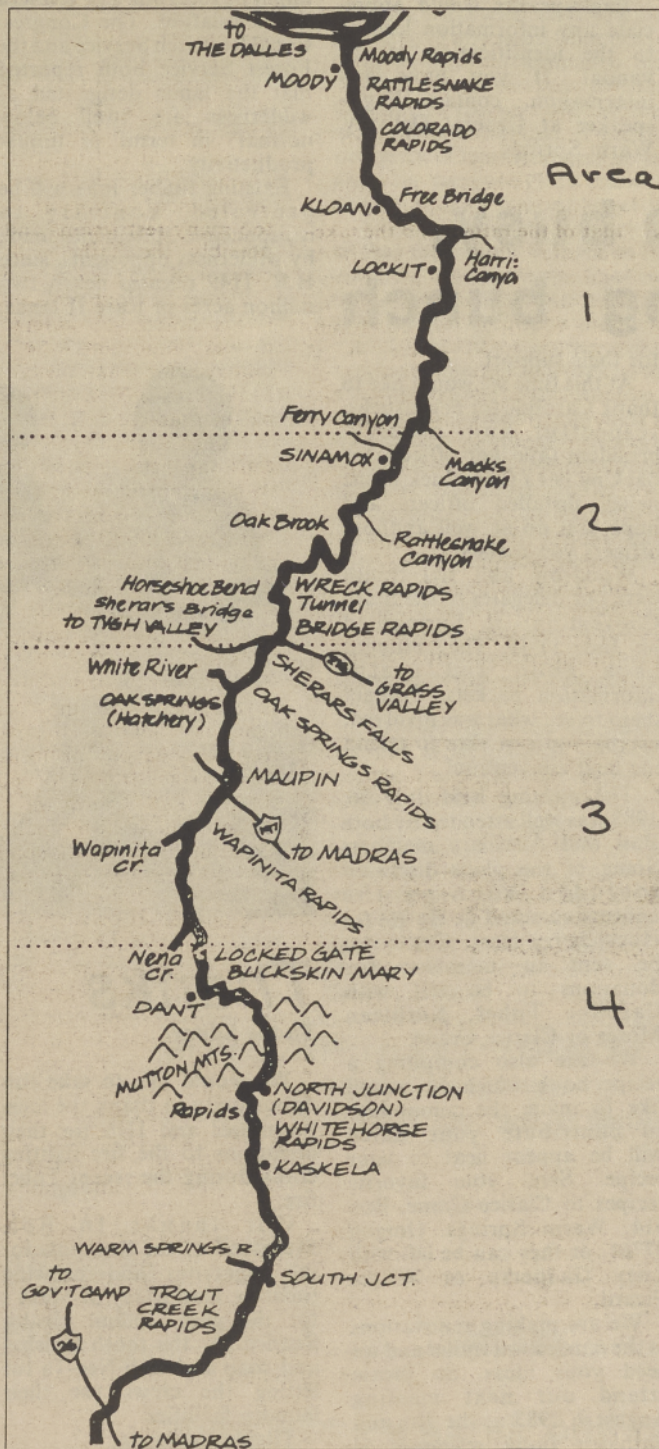 to
THE DALLES
Moody Rapids
MOODY
RATTLESNAKE
RAPIDS
COLORADO
RAPIDS
Area
KLOAN
Free Bridge
Harri
Canyo
LOCKIT
1
Ferry Canyon
SINAMOX
Macks
Canyon
2
Oak Brook
Rattlesnake
Canyon
Horseshoe Bend
WRECK RAPIDS
Sherar's Bridge
Tunnel
to TYGH VALLEY
BRIDGE RAPIDS
White River
SHERARS FALLS
to
GRASS
VALLEY
OAK SPRINGS
(Hatchery)
OAK SPRINGS RAPIDS
MAUPIN
3
Wapinita
Cr.
to MADRAS
WAPINITA RAPIDS
Nena
Cr.
LOCKED GATE
BUCKSKIN MARY
DANT
4
MUTTON MTS.
Rapids
NORTH JUNCTION
(DAVIDSON)
WHITEHORSE
RAPIDS
KASKELA
WARM SPRINGS R.
SOUTH JCT.
to
GOV'T CAMP
TROUT
CREEK
RAPIDS
26
to MADRAS